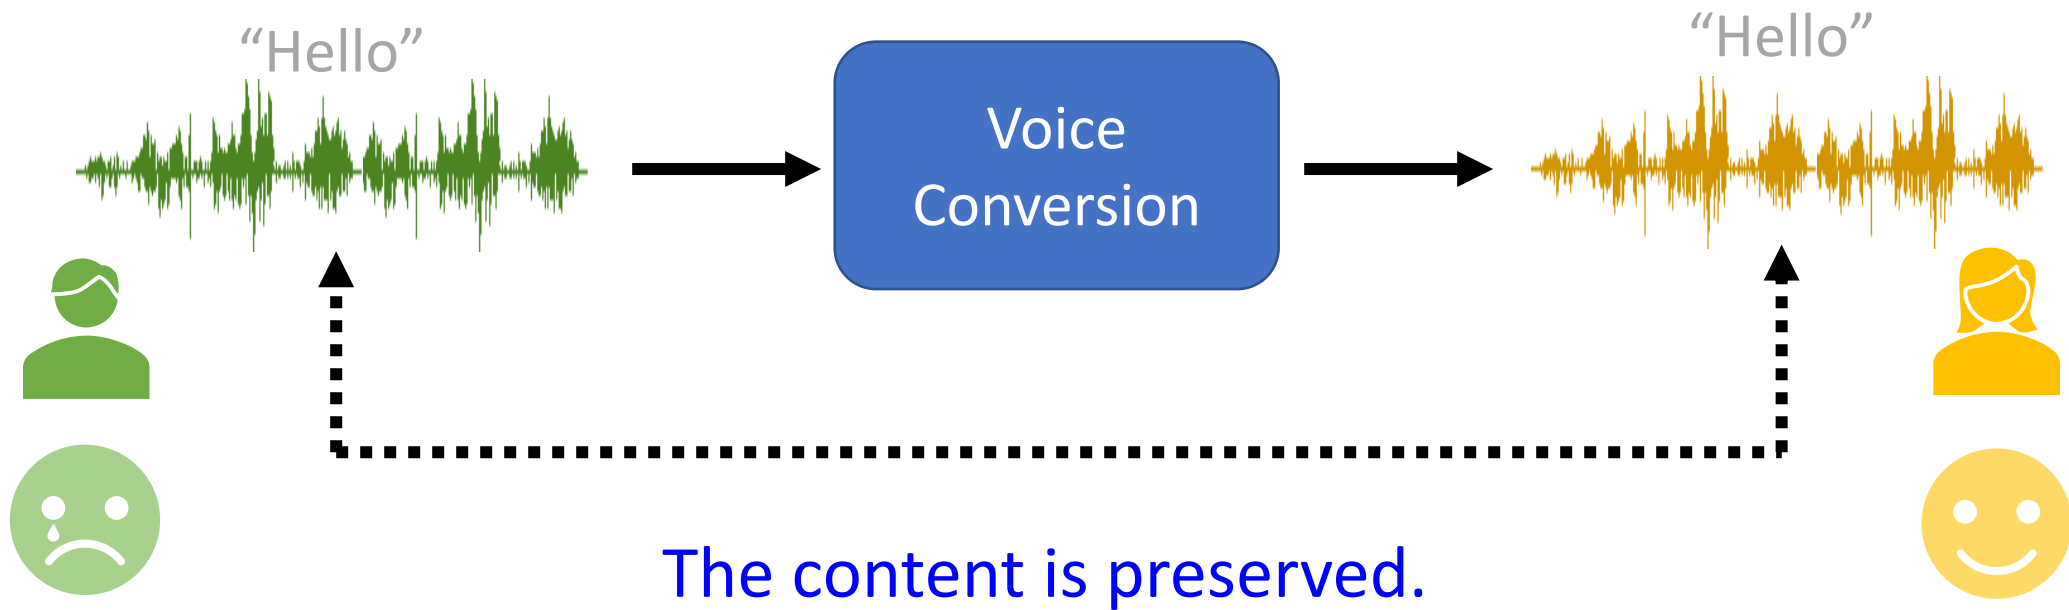 “Hello”
Voice
Conversion
“Hello”
The content is preserved.